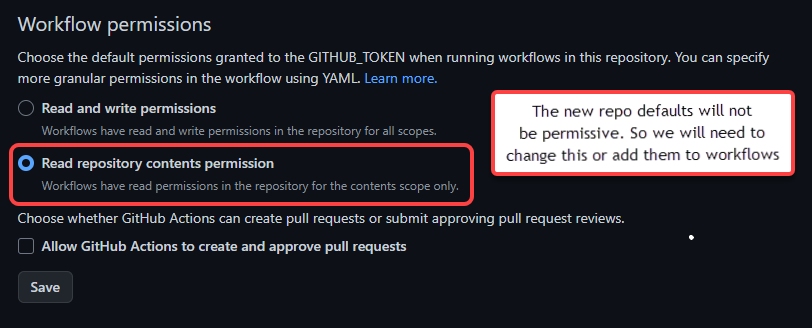 Workflow permissions
Choose the default permissions granted to the GITHUB_TOKEN when running workflows in this repository. You can specify
more granular permissions in the workflow using YAML. Learn more.
Read and write permissions
Workflows have read and write permissions in the repository for all scopes.
The new repo defaults will not
be permissive. So we will need to
change this or add them to workflows
Read repository contents permission
Workflows have read permissions in the repository for the contents scope only.
Choose whether GitHub Actions can create pull requests or submit approving pull request reviews.
Allow GitHub Actions to create and approve pull requests
Save